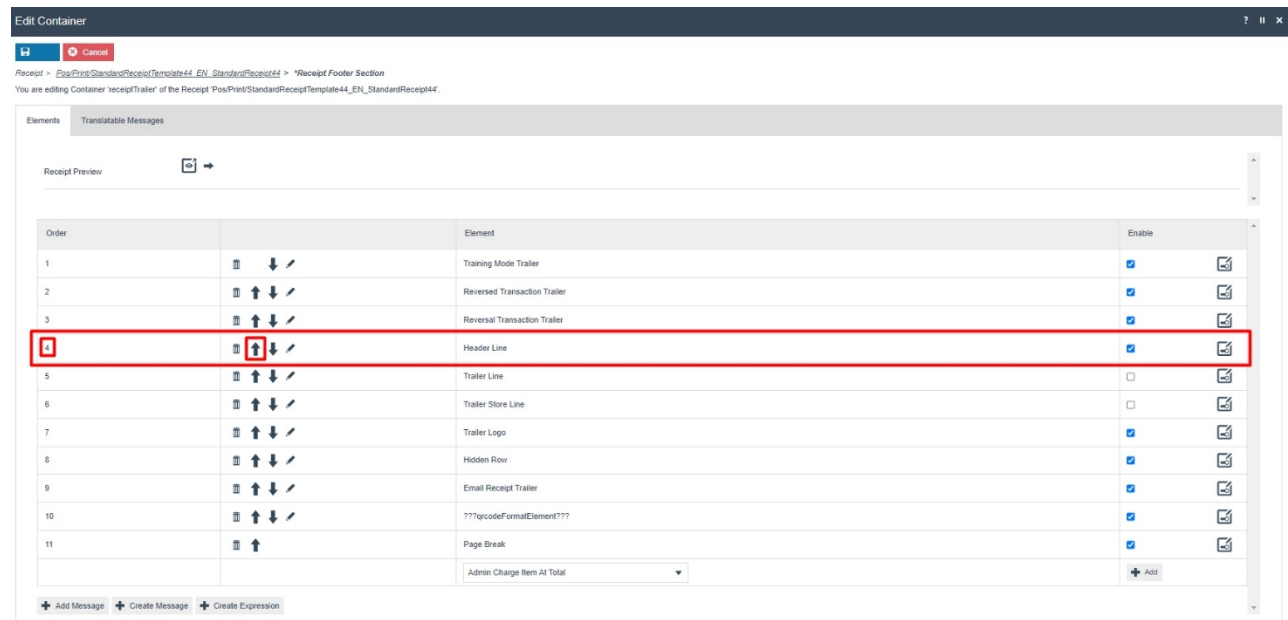 Edit Container
? II X
Cancel
Receipt > Pos/Print/StandardReceiptTemplate44_EN_StandardReceipt44 > *Receipt Footer Section
You are editing Container 'receiptTrailer' of the Receipt 'Pos/Print/StandardReceiptTemplate44_EN_StandardReceipt44'.
Elements Translatable Messages
Receipt Preview
Order Element Enable
1 Training Mode Trailer
2 Reversed Transaction Trailer
3 Reversal Transaction Trailer
4 Header Line
5 Trailer Line
6 Trailer Store Line
7 Trailer Logo
8 Hidden Row
9 Email Receipt Trailer
10 ???qrcodeFormatElement???
11 Page Break
Admin Charge Item At Total Add
Add Message Create Message Create Expression